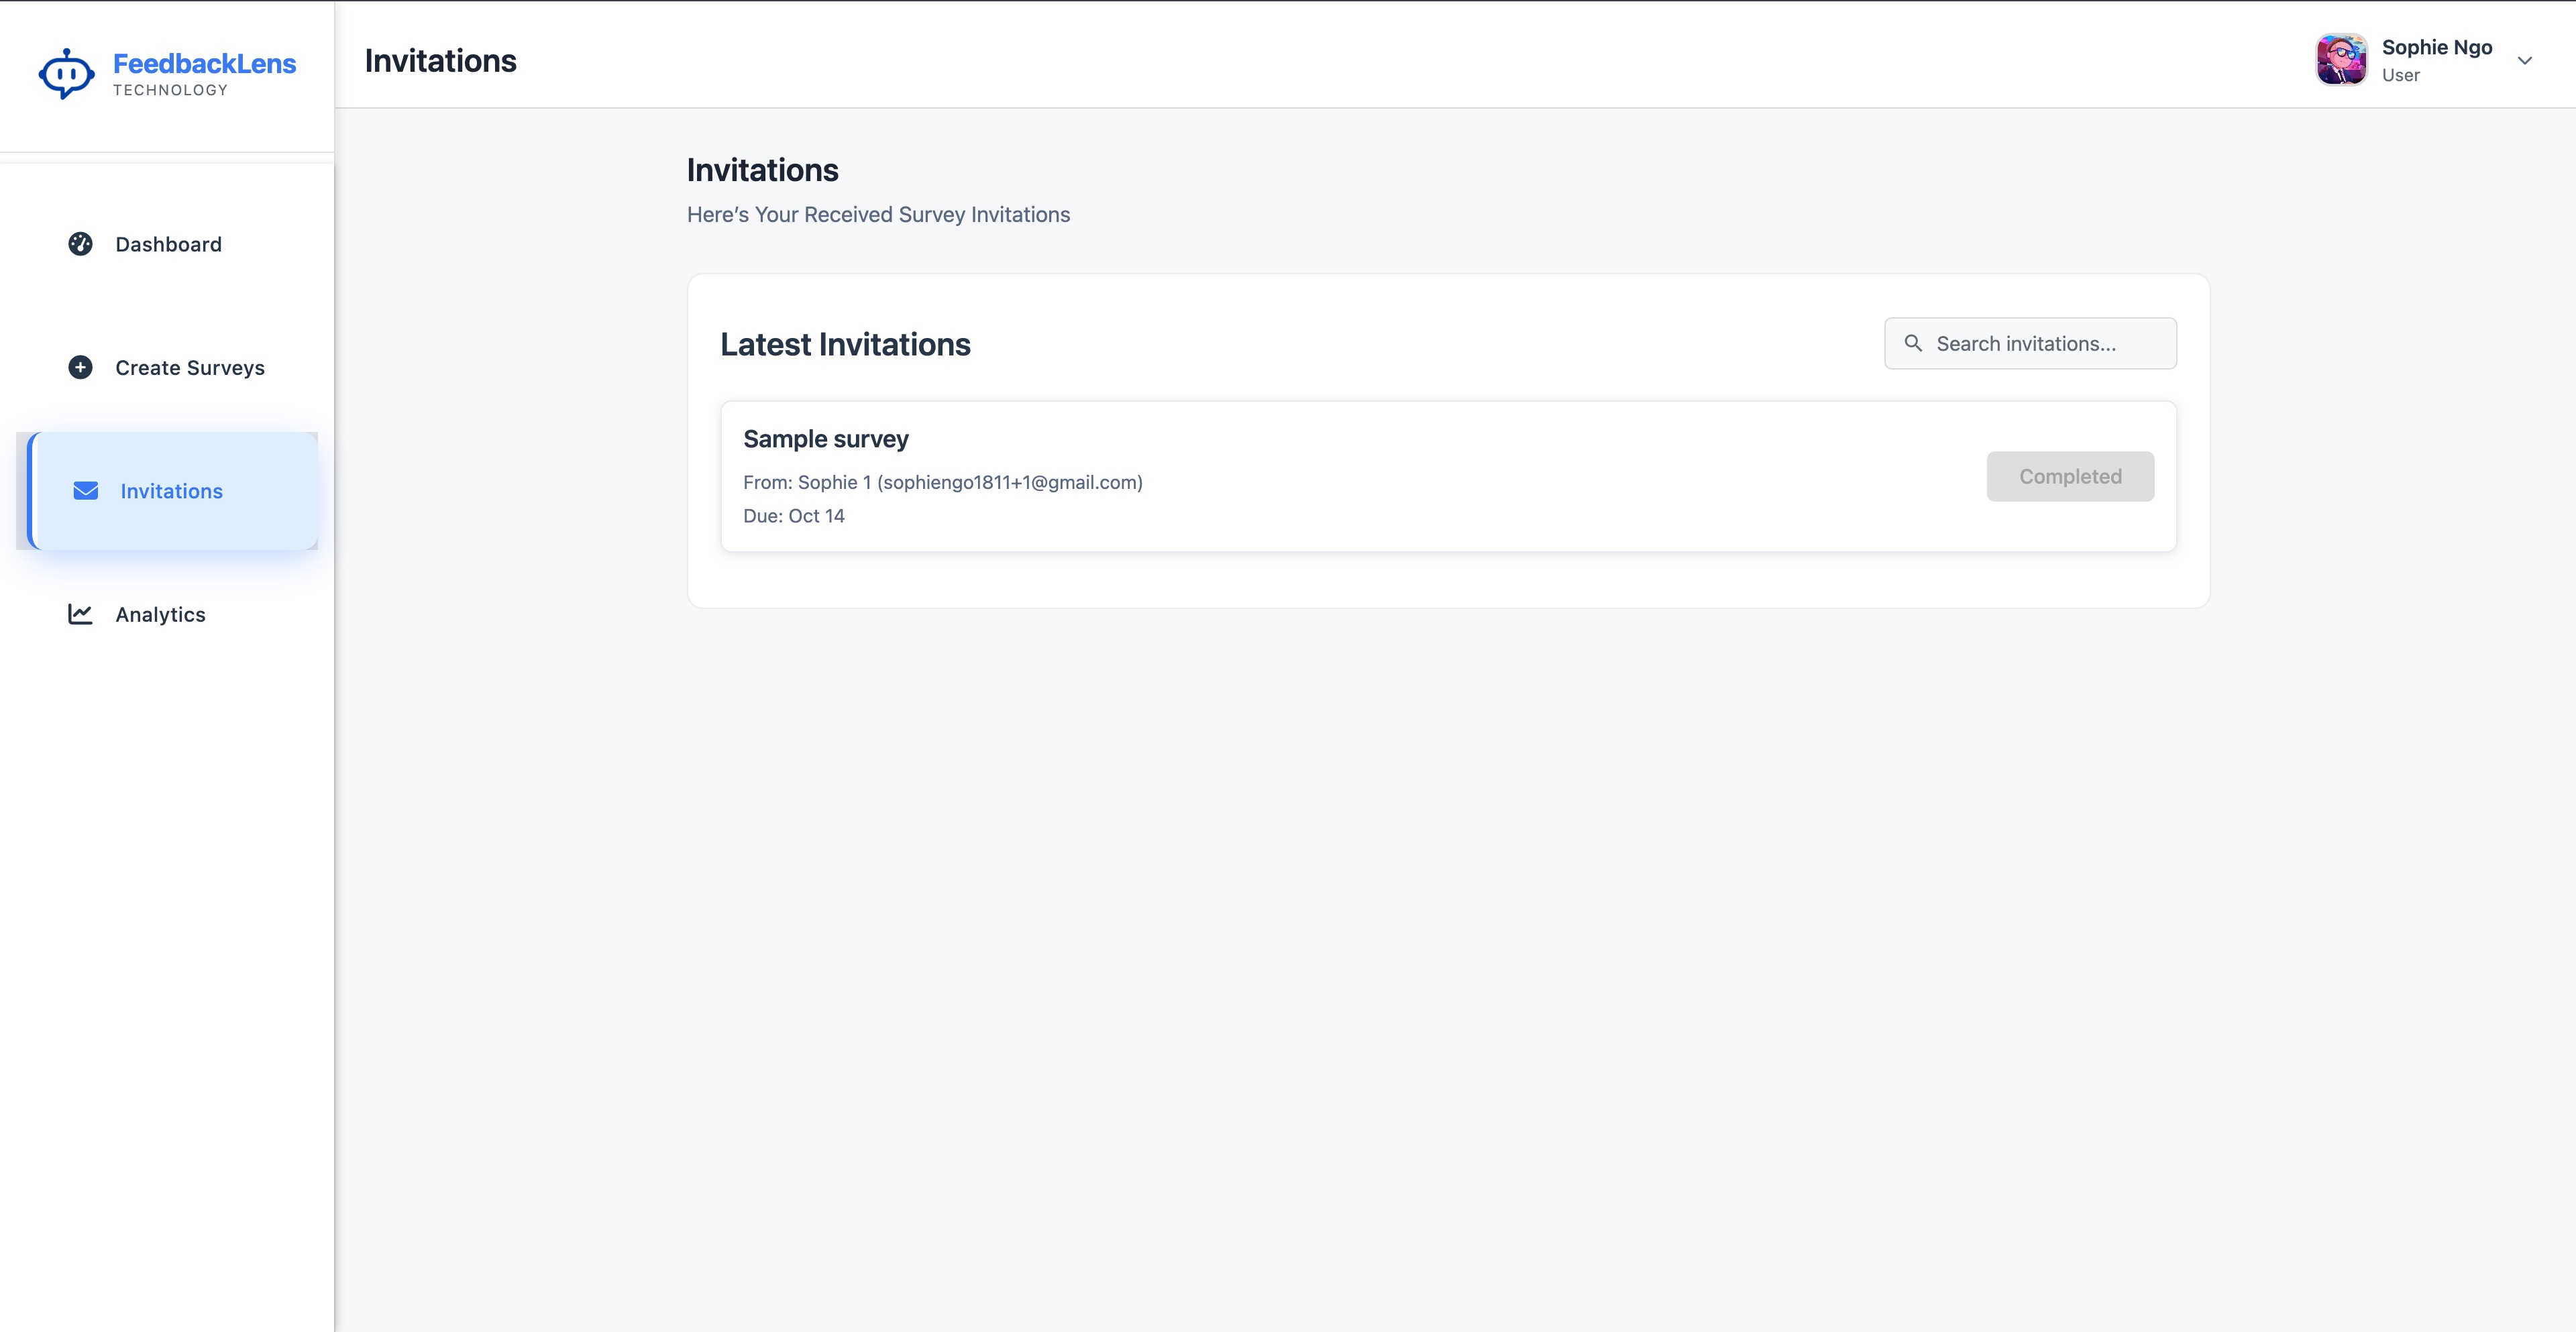 FeedbackLens
TECHNOLOGY
Dashboard
Create Surveys
Invitations
Analytics
Invitations
Sophie Ngo
User
Invitations
Here’s Your Received Survey Invitations
Latest Invitations
Search invitations...
Sample survey
From: Sophie 1 (sophiengo1811+1@gmail.com)
Due: Oct 14
Completed